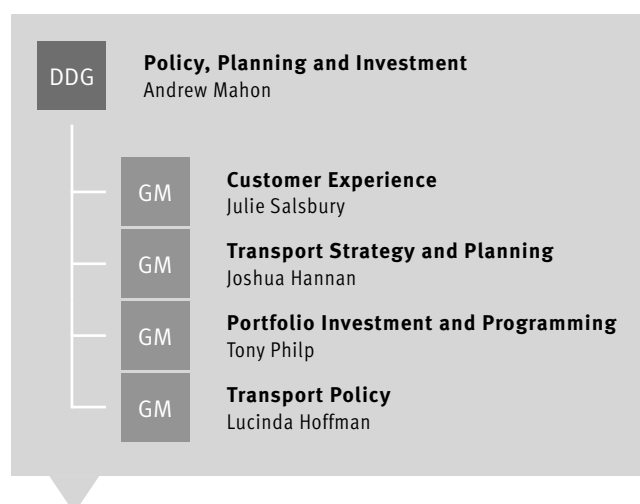 DDG
Policy, Planning and Investment
Andrew Mahon
GM
Customer Experience
Julie Salsbury
GM
Transport Strategy and Planning
Joshua Hannan
GM
Portfolio Investment and Programming
Tony Philp
GM
Transport Policy
Lucinda Hoffman